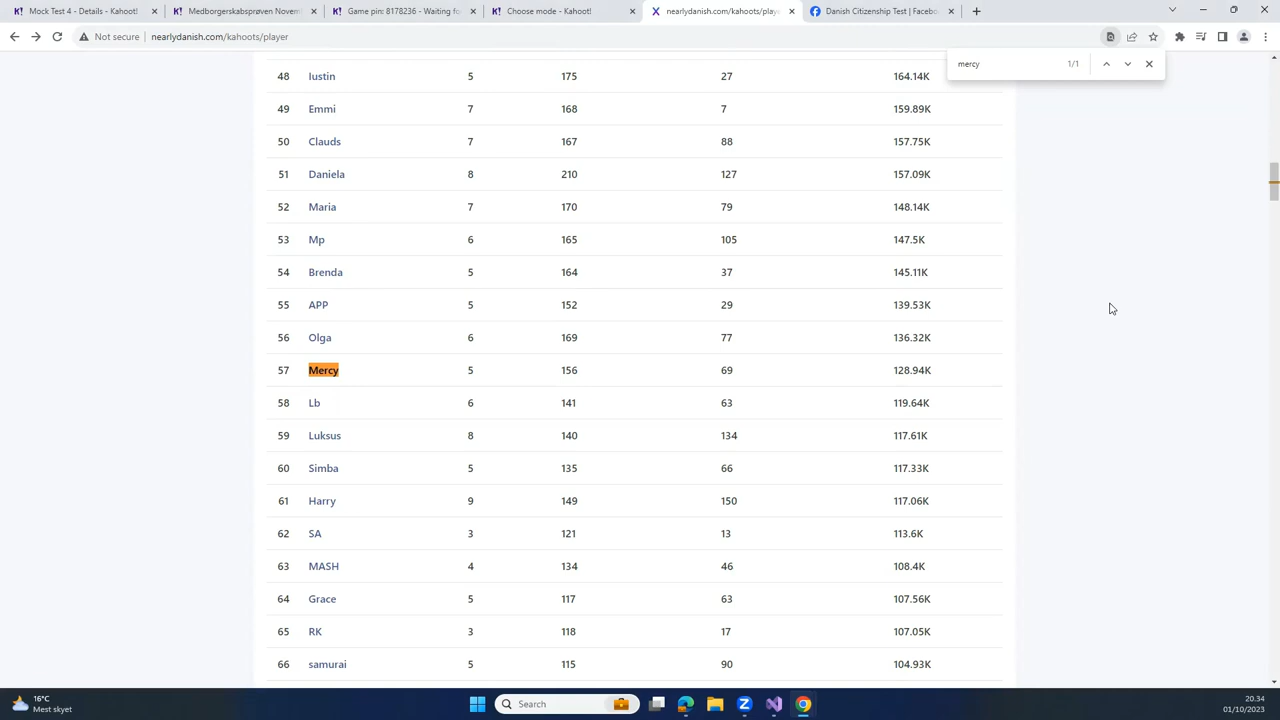 Mock Test 4 - Details - Kahoot!
Medborgerskabsprøven Novem
Game pin: 8178236 - Waiting fo
Choose mode - Kahoot!
nearlydanish.com/kahoots/playe
Danish Citizenship Test | Facebo
Not secure nearlydanish.com/kahoots/player
mercy 1/1
48 Iustin 5 175 27 164.14K
49 Emmi 7 168 7 159.89K
50 Clauds 7 167 88 157.75K
51 Daniela 8 210 127 157.09K
52 Maria 7 170 79 148.14K
53 Mp 6 165 105 147.5K
54 Brenda 5 164 37 145.11K
55 APP 5 152 29 139.53K
56 Olga 6 169 77 136.32K
57 Mercy 5 156 69 128.94K
58 Lb 6 141 63 119.64K
59 Luksus 8 140 134 117.61K
60 Simba 5 135 66 117.33K
61 Harry 9 149 150 117.06K
62 SA 3 121 13 113.6K
63 MASH 4 134 46 108.4K
64 Grace 5 117 63 107.56K
65 RK 3 118 17 107.05K
66 samurai 5 115 90 104.93K
16°C
Mest skyet
Search
20.34
01/10/2023